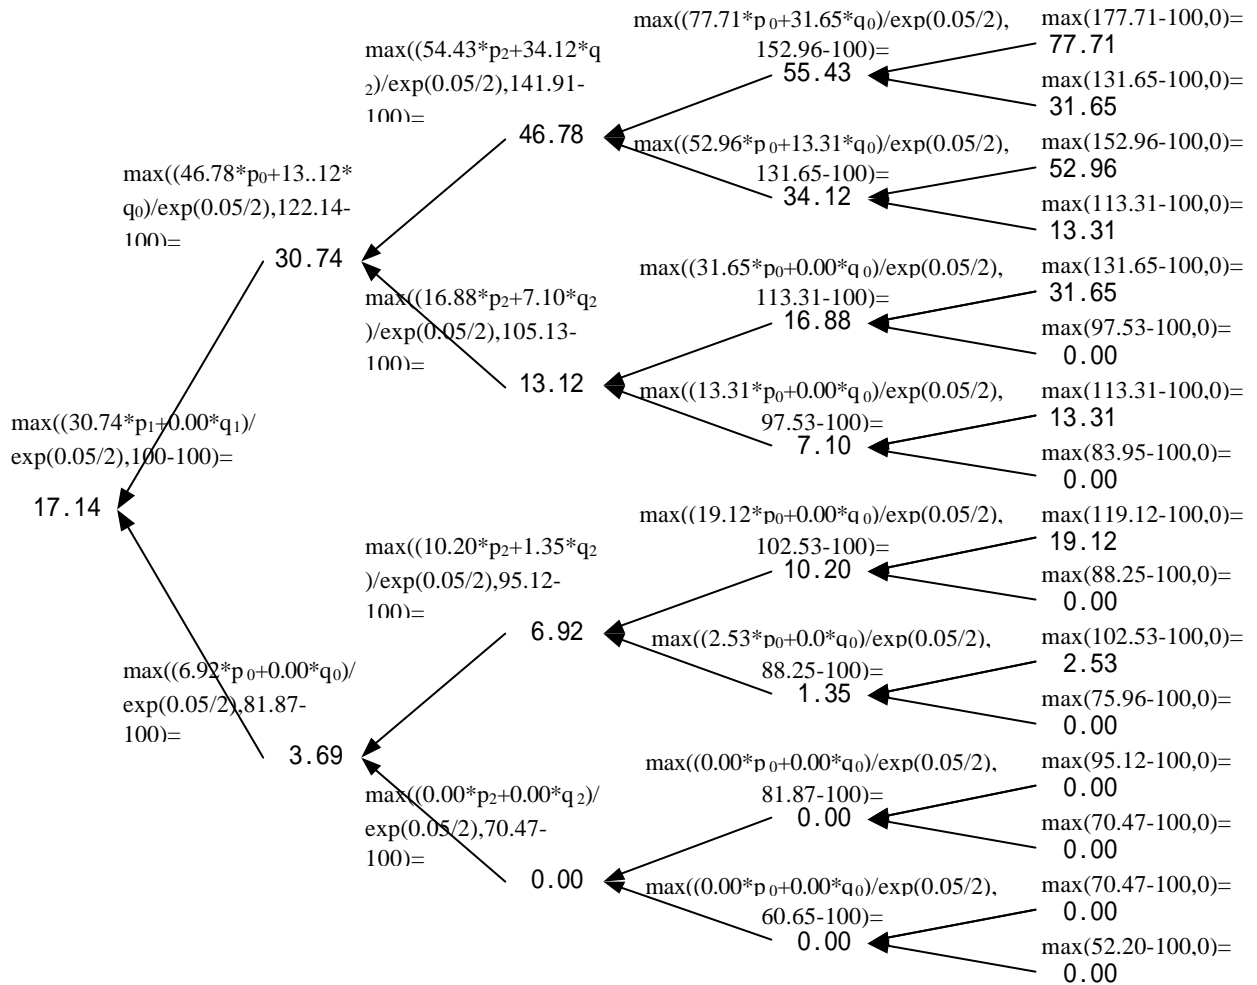 max((77.71*p0+31.65*q0)/exp(0.05/2),
152.96-100)=
55.43
max(177.71-100,0)=
77.71
max(131.65-100,0)=
31.65
max((54.43*p2+34.12*q
2)/exp(0.05/2),141.91-
100)=
46.78
max((52.96*p0+13.31*q0)/exp(0.05/2),
131.65-100)=
34.12
max(152.96-100,0)=
52.96
max(113.31-100,0)=
13.31
max((46.78*p0+13..12*
q0)/exp(0.05/2),122.14-
100)=
30.74
max((31.65*p0+0.00*q0)/exp(0.05/2),
113.31-100)=
16.88
max(131.65-100,0)=
31.65
max(97.53-100,0)=
0.00
max((16.88*p2+7.10*q2
)/exp(0.05/2),105.13-
100)=
13.12
max((13.31*p0+0.00*q0)/exp(0.05/2),
97.53-100)=
7.10
max(113.31-100,0)=
13.31
max(83.95-100,0)=
0.00
max((30.74*p1+0.00*q1)/
exp(0.05/2),100-100)=
17.14
max((19.12*p0+0.00*q0)/exp(0.05/2),
102.53-100)=
10.20
max(119.12-100,0)=
19.12
max(88.25-100,0)=
0.00
max((10.20*p2+1.35*q2
)/exp(0.05/2),95.12-
100)=
6.92
max((2.53*p0+0.0*q0)/exp(0.05/2),
88.25-100)=
1.35
max(102.53-100,0)=
2.53
max(75.96-100,0)=
0.00
max((6.92*p0+0.00*q0)/
exp(0.05/2),81.87-
100)=
3.69
max((0.00*p0+0.00*q0)/exp(0.05/2),
81.87-100)=
0.00
max(95.12-100,0)=
0.00
max(70.47-100,0)=
0.00
max((0.00*p2+0.00*q2)/
exp(0.05/2),70.47-
100)=
0.00
max((0.00*p0+0.00*q0)/exp(0.05/2),
60.65-100)=
0.00
max(70.47-100,0)=
0.00
max(52.20-100,0)=
0.00